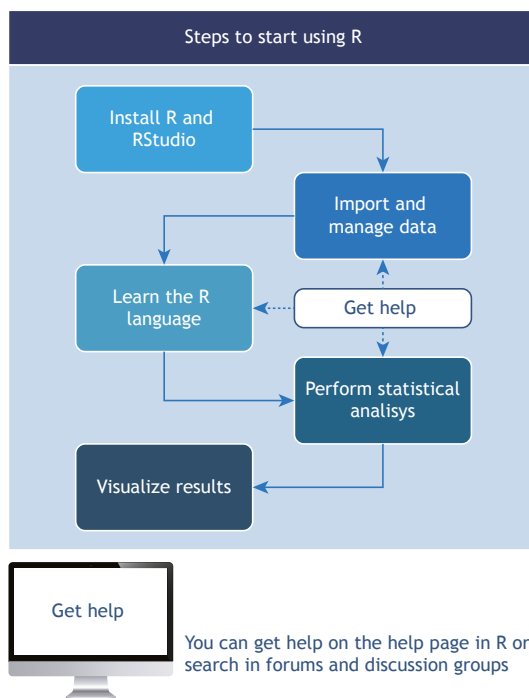 Steps to start using R
Install R and
RStudio
Import and
manage data
Learn the R
language
Get help
Perform statistical
analisys
Visualize results
Get help
You can get help on the help page in R or
search in forums and discussion groups